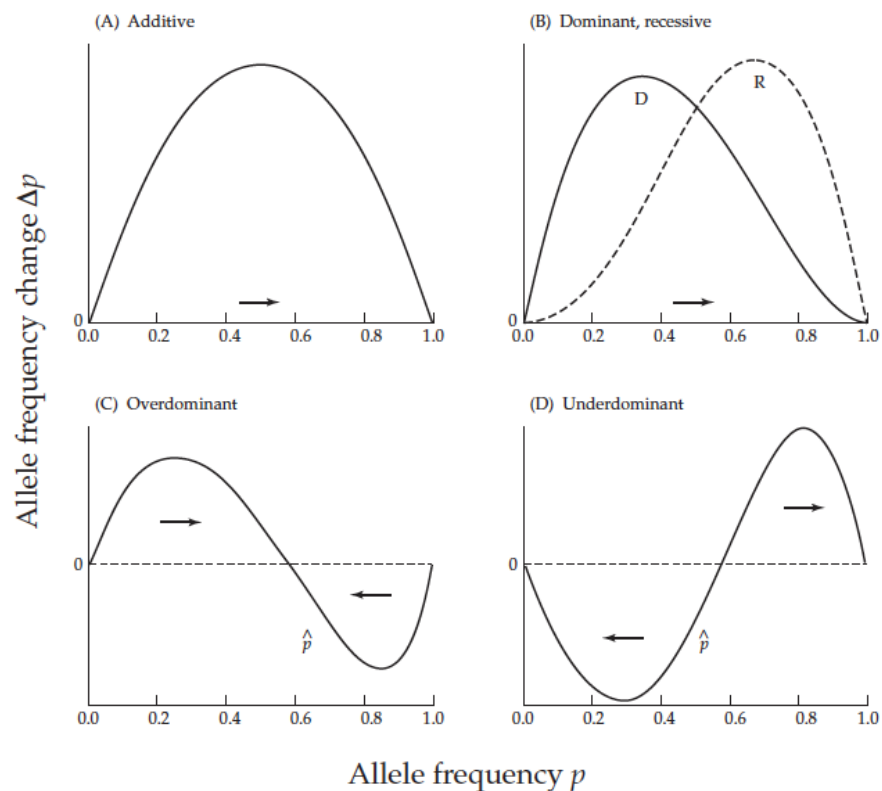 (A) Additive
(B) Dominant, recessive
D
R
0
0.0 0.2 0.4 0.6 0.8 1.0
0
0.0 0.2 0.4 0.6 0.8 1.0
Allele frequency change Δp
(C) Overdominant
(D) Underdominant
0
p̂
0.0 0.2 0.4 0.6 0.8 1.0
0
p̂
0.0 0.2 0.4 0.6 0.8 1.0
Allele frequency p